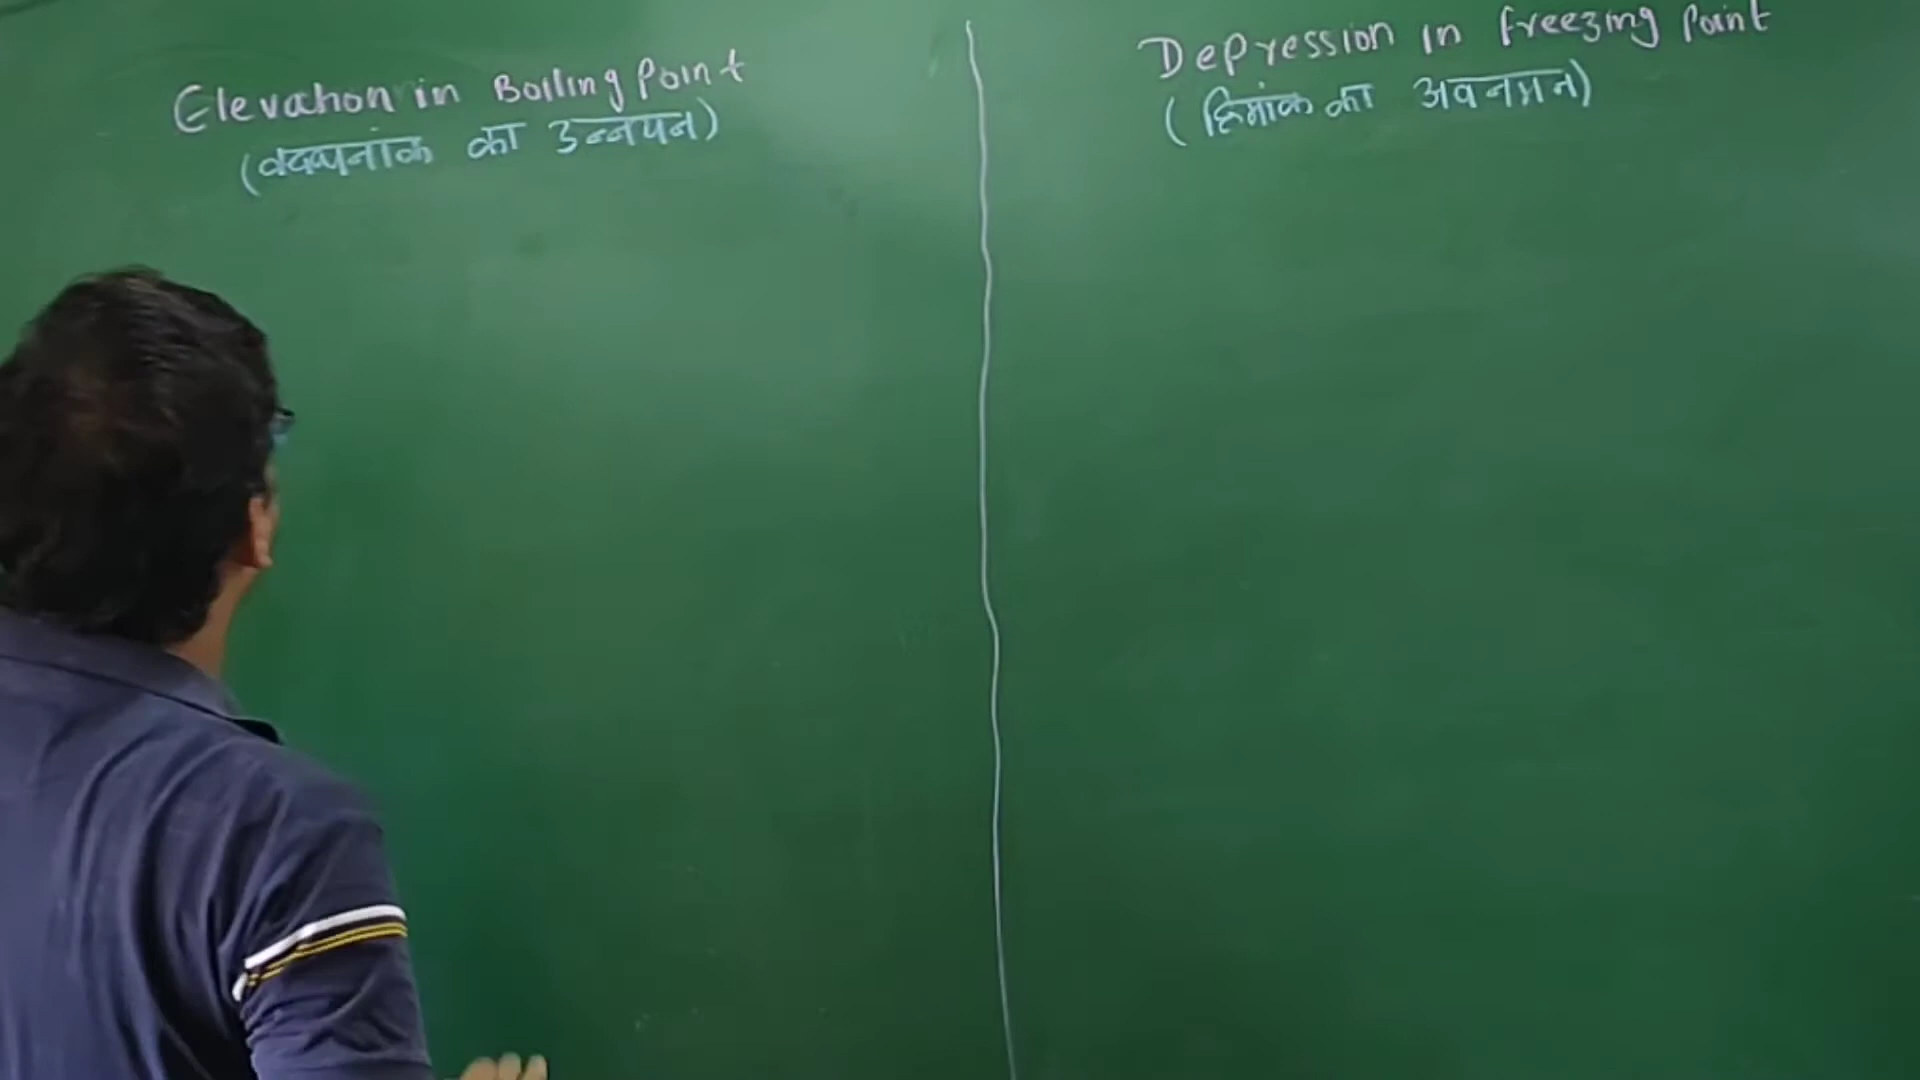 Elevation in Boiling Point
(क्वथनांक का उन्नयन)
Depression in freezing point
(हिमांक का अवनमन)